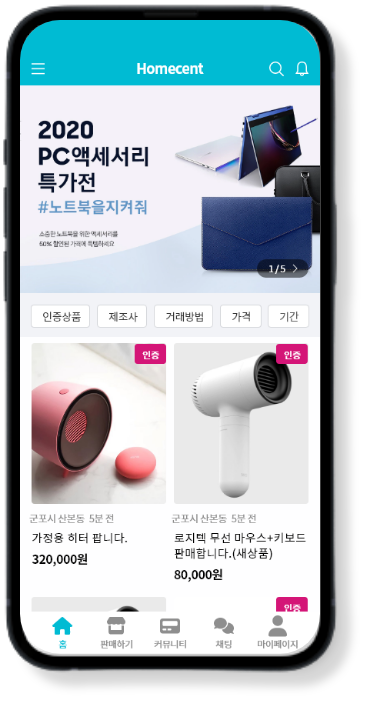 Homecent
2020
PC액세서리
특가전
#노트북을지켜줘
소중한 노트북을 위한 액세서리를
60% 할인된 가격에 득템하세요
1/5
인증상품
제조사
거래방법
가격
기간
인증
인증
군포시 산본동 5분 전
군포시 산본동 5분 전
가정용 히터 팝니다.
로지텍 무선 마우스+키보드
판매합니다.(새상품)
320,000원
80,000원
인증
홈
판매하기
커뮤니티
채팅
마이페이지